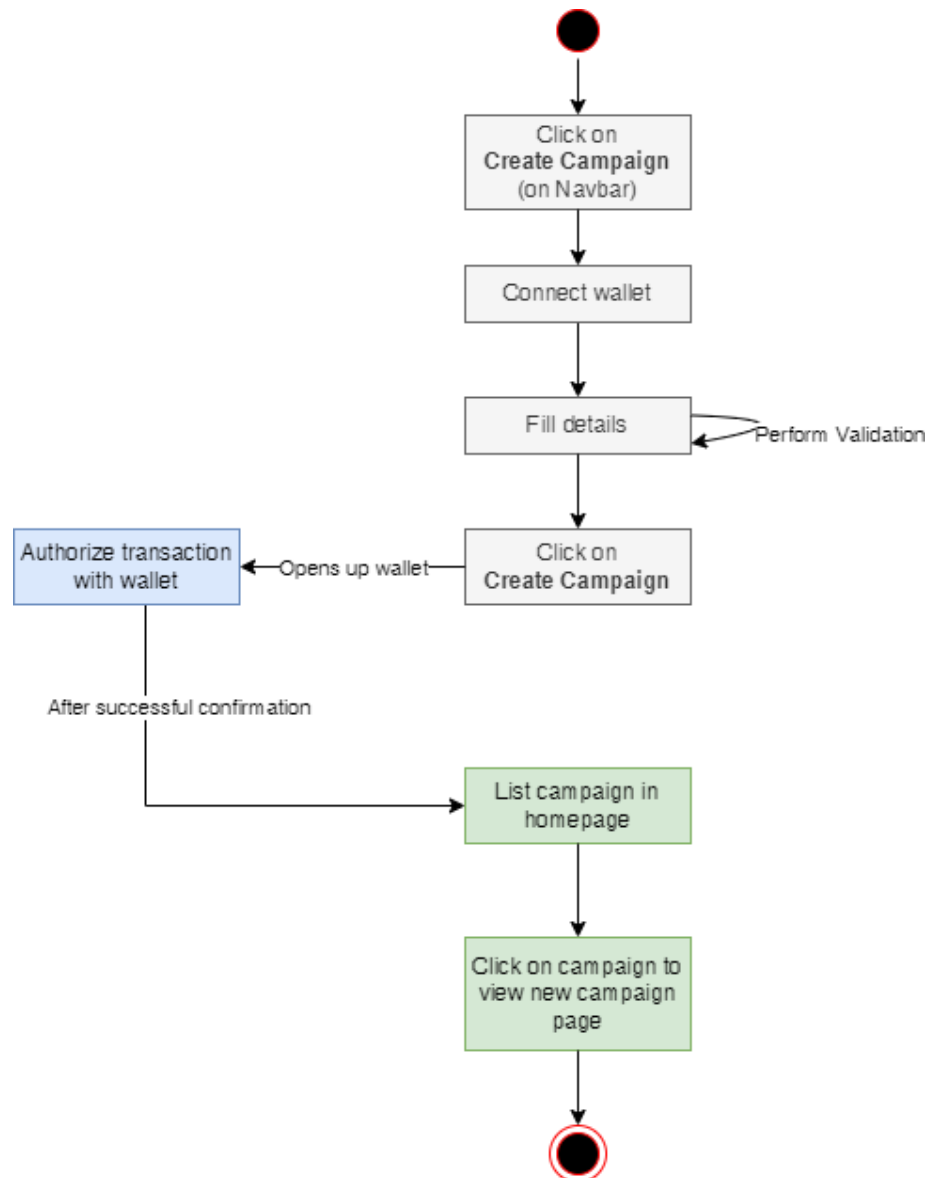 Click on
Create Campaign
(on Navbar)
Connect wallet
Fill details
Perform Validation
Authorize transaction
with wallet
Opens up wallet
Click on
Create Campaign
After successful confirmation
List campaign in
homepage
Click on campaign to
view new campaign
page